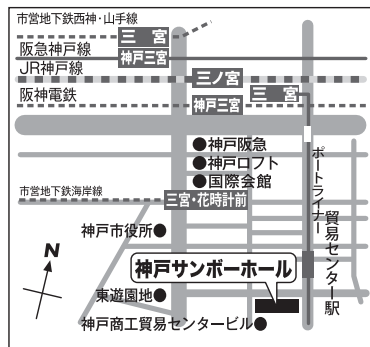 市営地下鉄西神・山手線
三宮
阪急神戸線
神戸三宮
JR神戸線
三ノ宮
阪神電鉄
神戸三宮
三宮
●神戸阪急
●神戸ロフト
●国際会館
ポートライナー
市営地下鉄海岸線
三宮・花時計前
貿易センター駅
神戸市役所●
N
神戸サンボーホール
東遊園地●
神戸商工貿易センタービル●